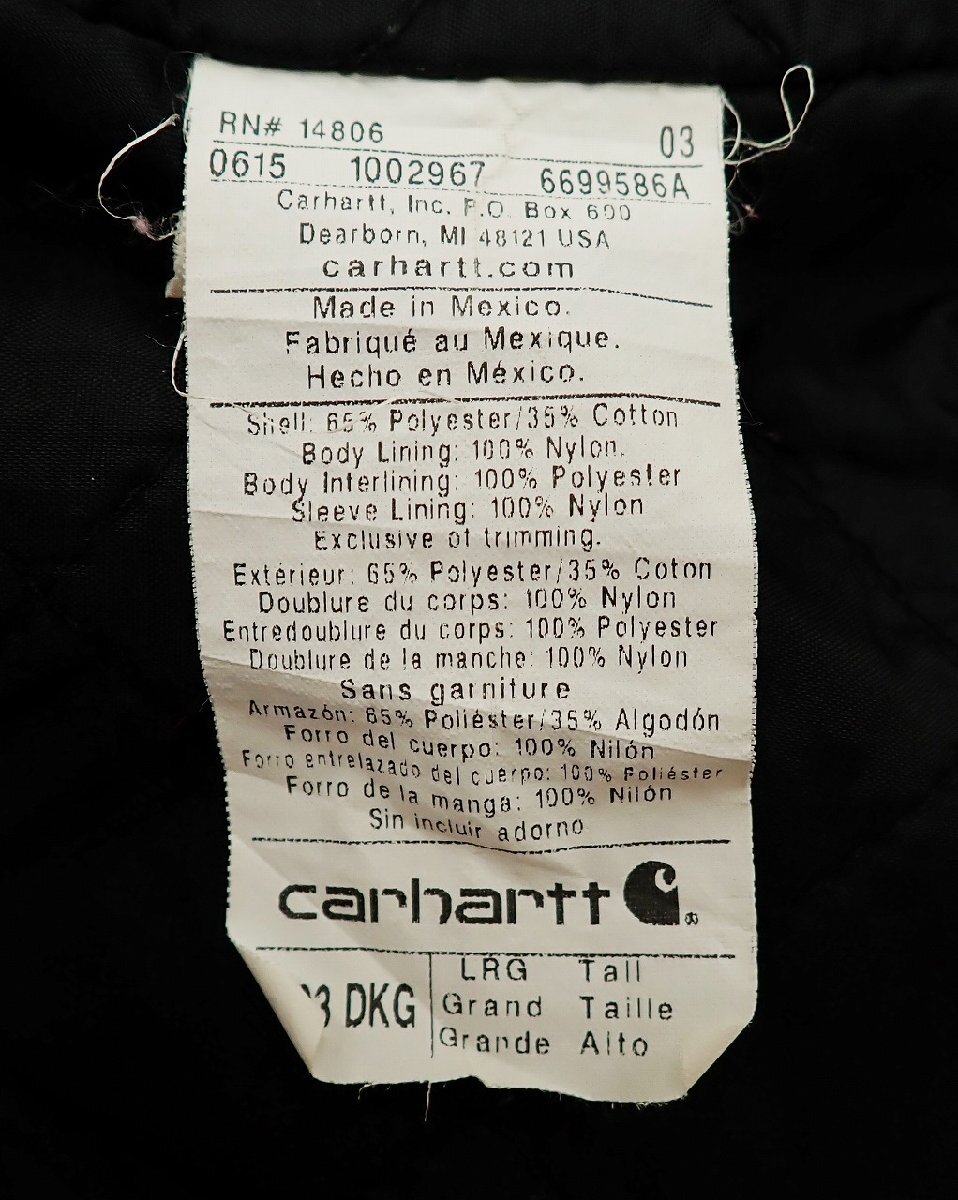 RN# 14806 03
0615 1002967 6699586A
Carhartt, Inc. P.O. Box 600
Dearborn, MI 48121 USA
carhartt.com
Made in Mexico.
Fabriqué au Mexique.
Hecho en México.
Shell: 65% Polyester/35% Cotton
Body Lining: 100% Nylon.
Body Interlining: 100% Polyester
Sleeve Lining: 100% Nylon
Exclusive of trimming.
Extérieur: 65% Polyester/35% Coton
Doublure du corps: 100% Nylon
Entredoublure du corps: 100% Polyester
Doublure de la manche: 100% Nylon
Sans garniture
Armazón: 65% Poliéster/35% Algodón
Forro del cuerpo: 100% Nilón
Forro entrelazado del cuerpo: 100% Poliéster
Forro de la manga: 100% Nilón
Sin incluir adorno
carhartt
DKG
LRG Tall
Grand Taille
Grande Alto